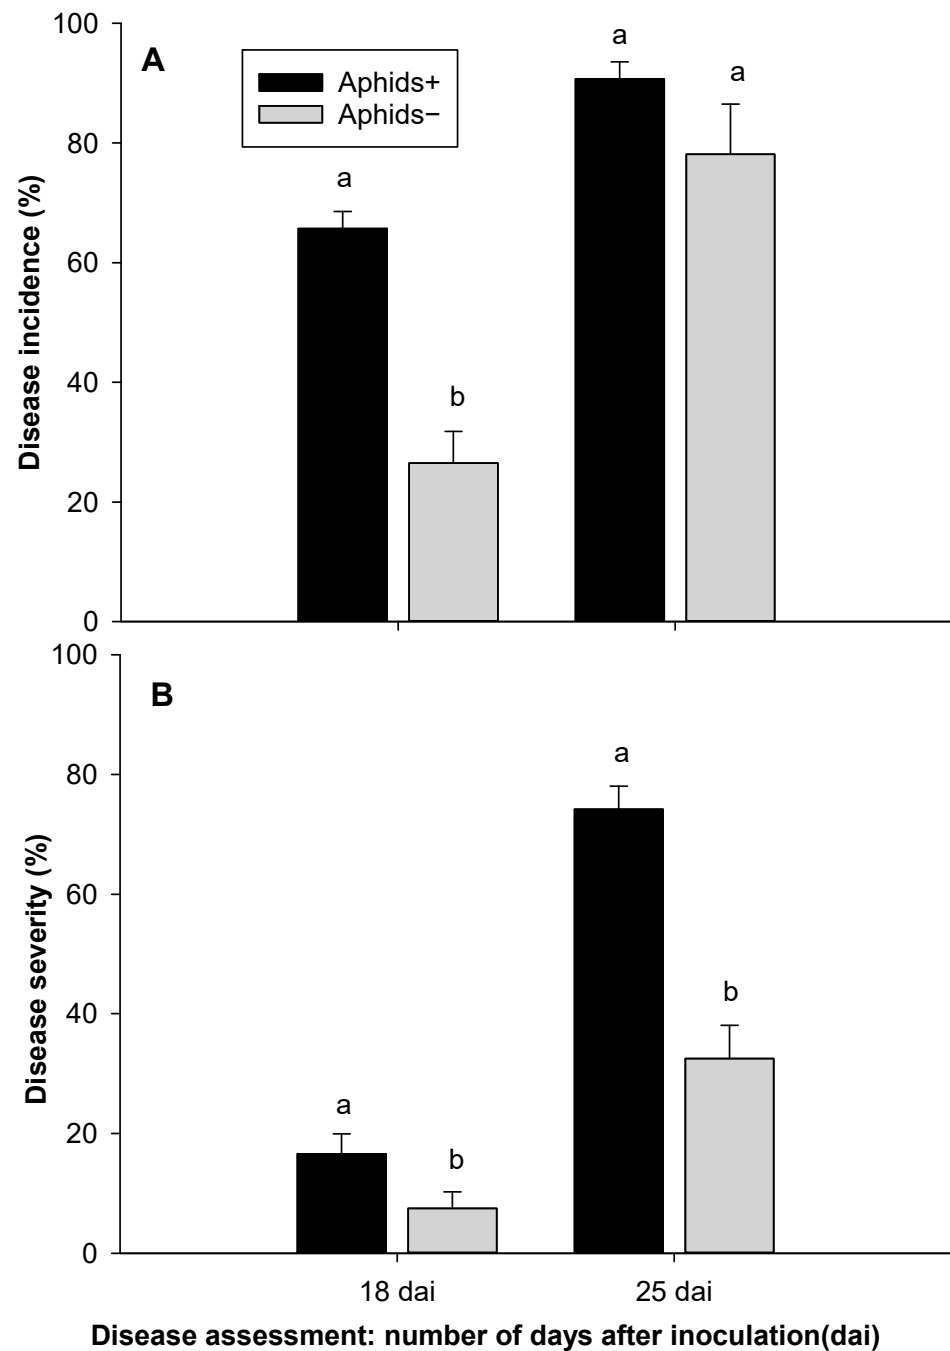 A
Aphids+
Aphids−
Disease incidence (%)
100
80
60
40
20
0
a
b
a
a
B
Disease severity (%)
100
80
60
40
20
0
a
b
a
b
18 dai
25 dai
Disease assessment: number of days after inoculation(dai)